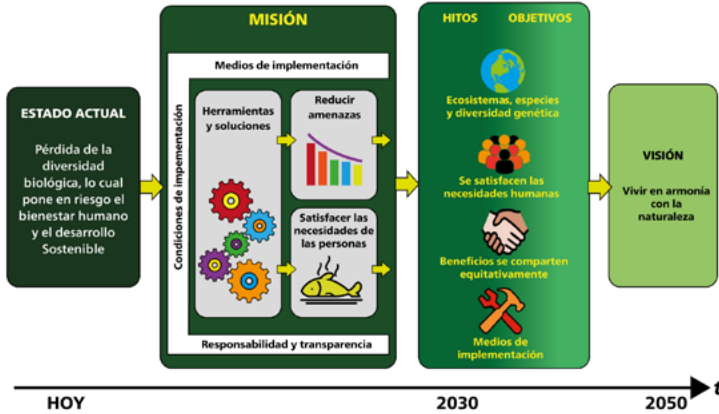 ESTADO ACTUAL
Pérdida de la
diversidad
biológica, lo cual
pone en riesgo el
bienestar humano
y el desarrollo
Sostenible
MISIÓN
Medios de implementación
Condiciones de impementación
Herramientas
y soluciones
Reducir
amenazas
Satisfacer las
necesidades de
las personas
Responsabilidad y transparencia
HITOS OBJETIVOS
Ecosistemas, especies
y diversidad genética
Se satisfacen las
necesidades humanas
Beneficios se comparten
equitativamente
Medios de
implementación
VISIÓN
Vivir en armonía
con la
naturaleza
t
HOY 2030 2050